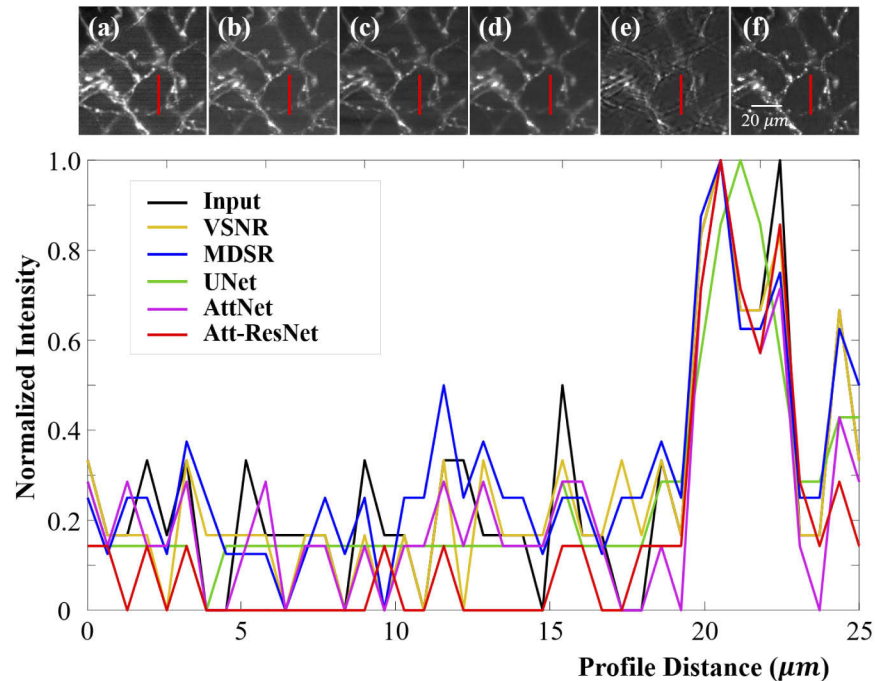 (a) (b) (c) (d) (e) (f)
20 μm
1.0
0.8
0.6
0.4
0.2
0
Normalized Intensity
Input
VSNR
MDSR
UNet
AttNet
Att-ResNet
0 5 10 15 20 25
Profile Distance (μm)